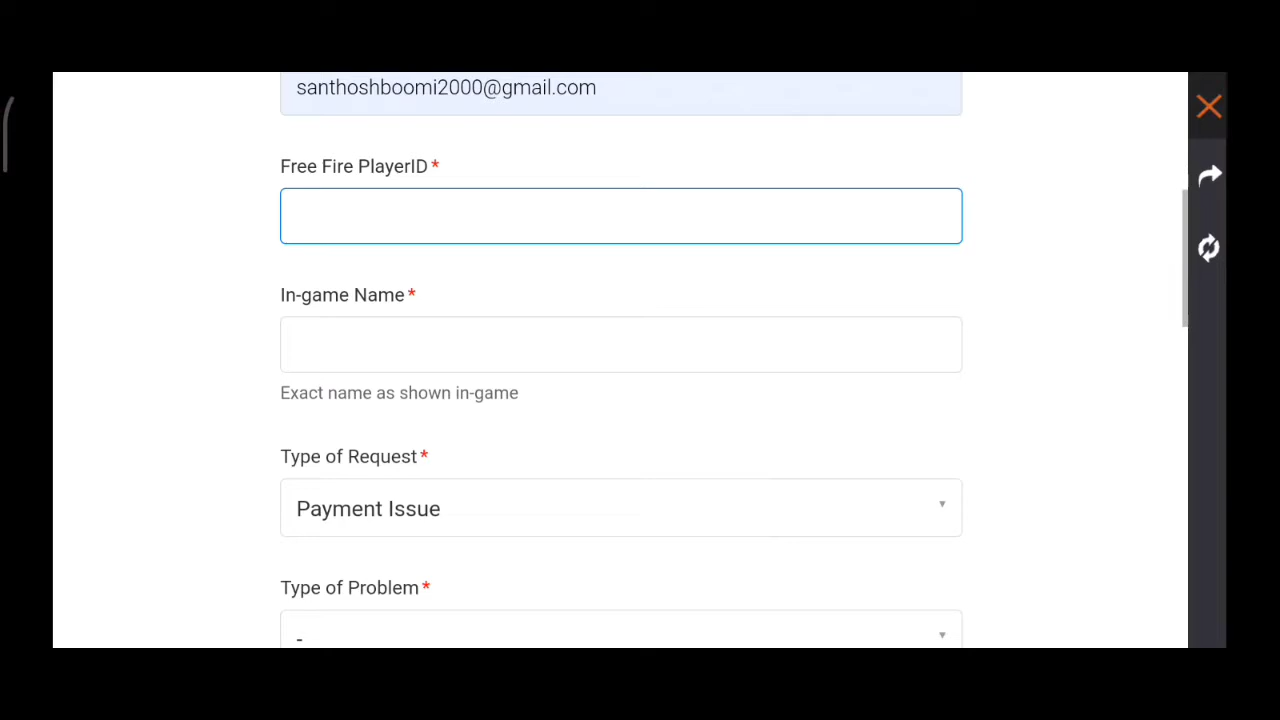 santhoshboomi2000@gmail.com
Free Fire PlayerID*
In-game Name*
Exact name as shown in-game
Type of Request*
Payment Issue
Type of Problem*
-